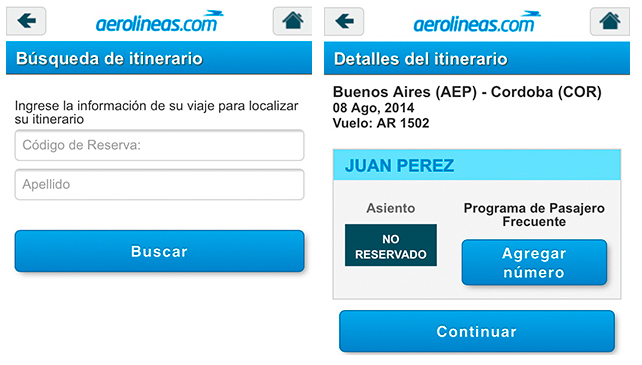 aerolineas.com
Búsqueda de itinerario
Ingrese la información de su viaje para localizar
su itinerario
Código de Reserva:
Apellido
Buscar
aerolineas.com
Detalles del itinerario
Buenos Aires (AEP) - Cordoba (COR)
08 Ago, 2014
Vuelo: AR 1502
JUAN PEREZ
Asiento
NO
RESERVADO
Programa de Pasajero
Frecuente
Agregar
número
Continuar